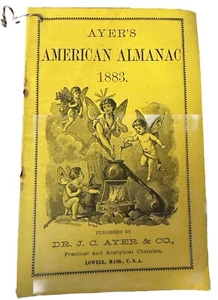 AYER'S
AMERICAN ALMANAC
1883.
PUBLISHED BY
DR. J. C. AYER & CO.,
Practical and Analytical Chemists,
LOWELL, MASS., U. S. A.